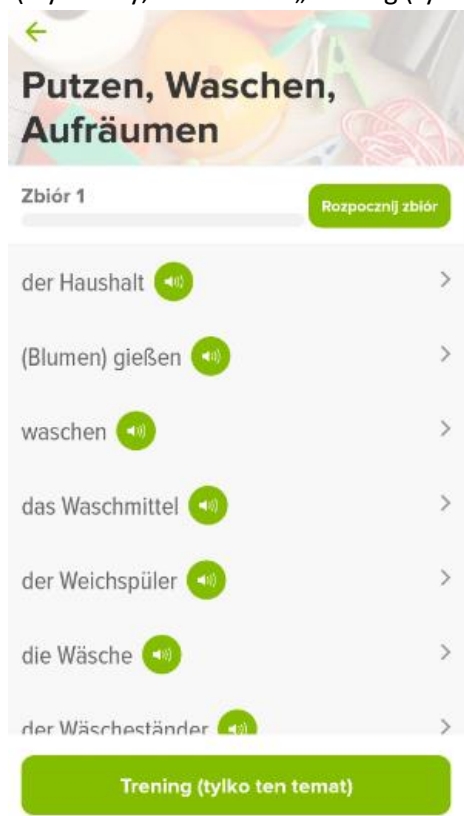 Putzen, Waschen,
Aufräumen
Zbiór 1
Rozpocznij zbiór
der Haushalt
(Blumen) gießen
waschen
das Waschmittel
der Weichspüler
die Wäsche
der Wäscheständer
Trening (tylko ten temat)